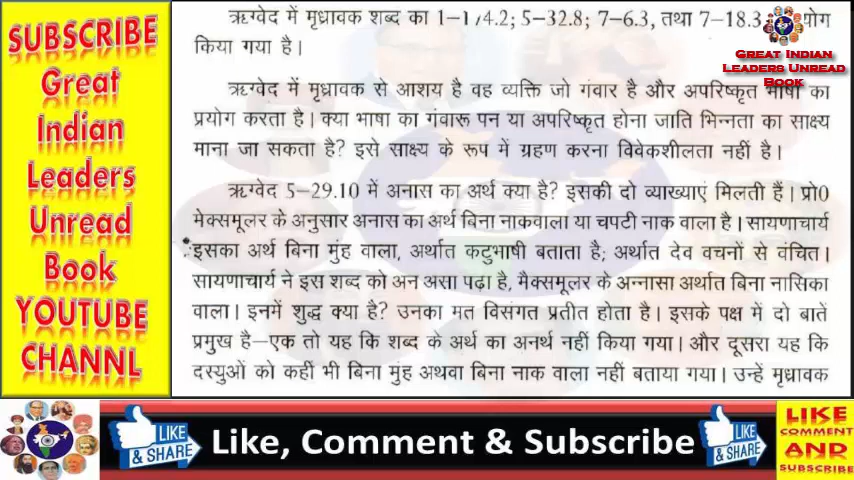 SUBSCRIBE
Great
Indian
Leaders
Unread
Book
YOUTUBE
CHANNL
ऋग्वेद में मृध्रावक शब्द का 1–174.2; 5–32.8; 7–6.3, तथा 7–18.3
किया गया है।
ऋग्वेद में मृध्रावक से आशय है वह व्यक्ति जो गंवार है और अपरिष्कृत भाषा का
प्रयोग करता है। क्या भाषा का गंवारू पन या अपरिष्कृत होना जाति भिन्नता का साक्ष्य
माना जा सकता है? इसे साक्ष्य के रूप में ग्रहण करना विवेकशीलता नहीं है।
ऋग्वेद 5–29.10 में अनास का अर्थ क्या है? इसकी दो व्याख्याएं मिलती हैं। प्रो0
मेक्समूलर के अनुसार अनास का अर्थ बिना नाकवाला या चपटी नाक वाला है। सायणाचार्य
इसका अर्थ बिना मुंह वाला, अर्थात कटुभाषी बताता है; अर्थात देव वचनों से वंचित।
सायणाचार्य ने इस शब्द को अन असा पढ़ा है, मैक्समूलर के अन्नासा अर्थात बिना नासिका
वाला। इनमें शुद्ध क्या है? उनका मत विसंगत प्रतीत होता है। इसके पक्ष में दो बातें
प्रमुख है–एक तो यह कि शब्द के अर्थ का अनर्थ नहीं किया गया। और दूसरा यह कि
दस्युओं को कहीं भी बिना मुंह अथवा बिना नाक वाला नहीं बताया गया। उन्हें मृध्रावक
Great Indian
Leaders Unread
Book
LIKE
& SHARE
Like, Comment & Subscribe
LIKE
& SHARE
LIKE
COMMENT
AND
SUBSCRIBE